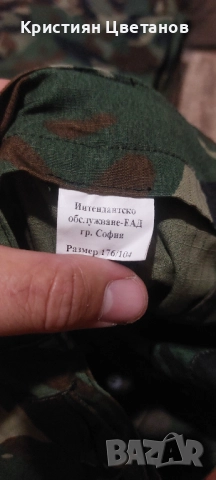 Кристиян Цветанов
Интендантско
обслужване-ЕАД
гр. София
Размер.176/104
BAZAR